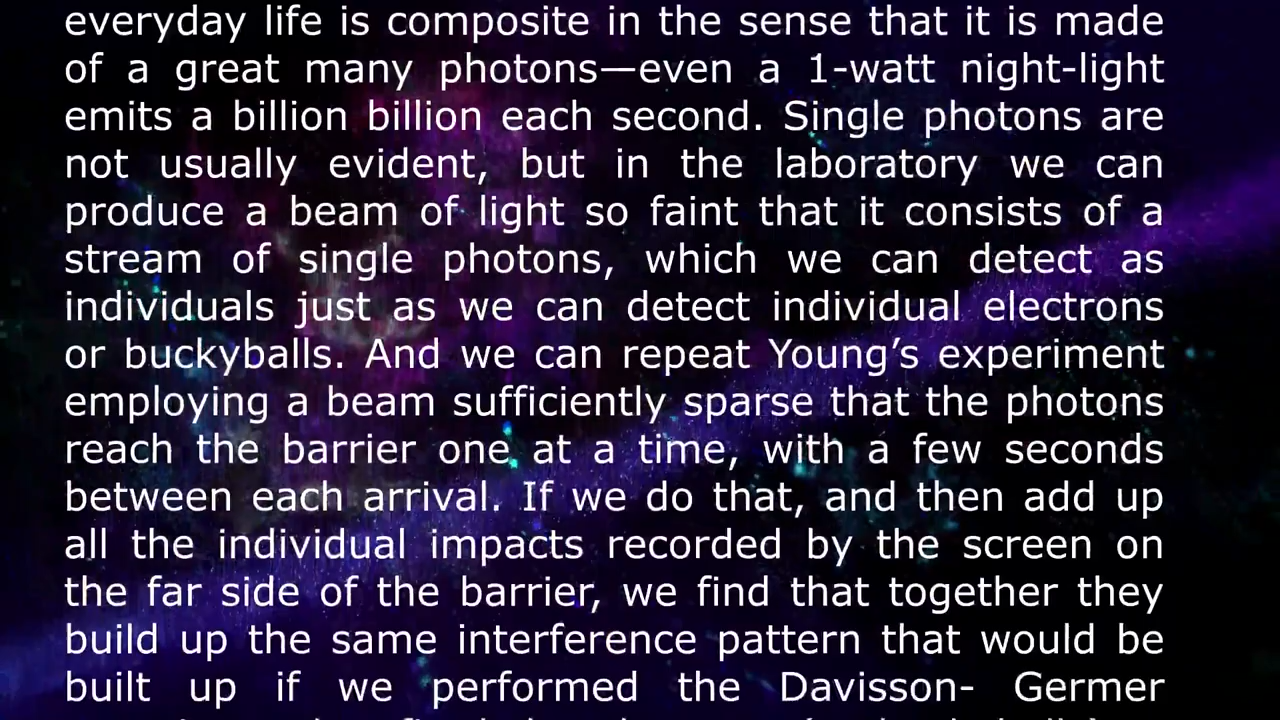 everyday life is composite in the sense that it is made
of a great many photons—even a 1-watt night-light
emits a billion billion each second. Single photons are
not usually evident, but in the laboratory we can
produce a beam of light so faint that it consists of a
stream of single photons, which we can detect as
individuals just as we can detect individual electrons
or buckyballs. And we can repeat Young’s experiment
employing a beam sufficiently sparse that the photons
reach the barrier one at a time, with a few seconds
between each arrival. If we do that, and then add up
all the individual impacts recorded by the screen on
the far side of the barrier, we find that together they
build up the same interference pattern that would be
built up if we performed the Davisson- Germer